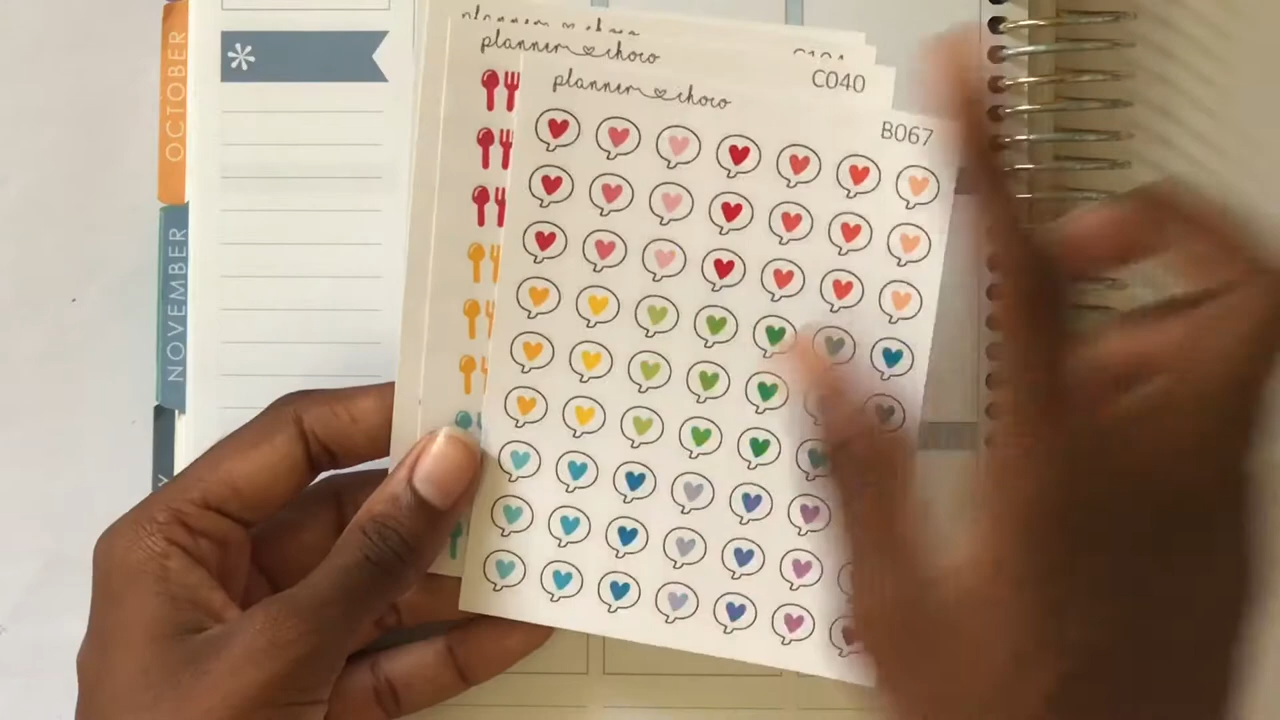 OCTOBER
NOVEMBER
planner choco
C040
planner choco
B067